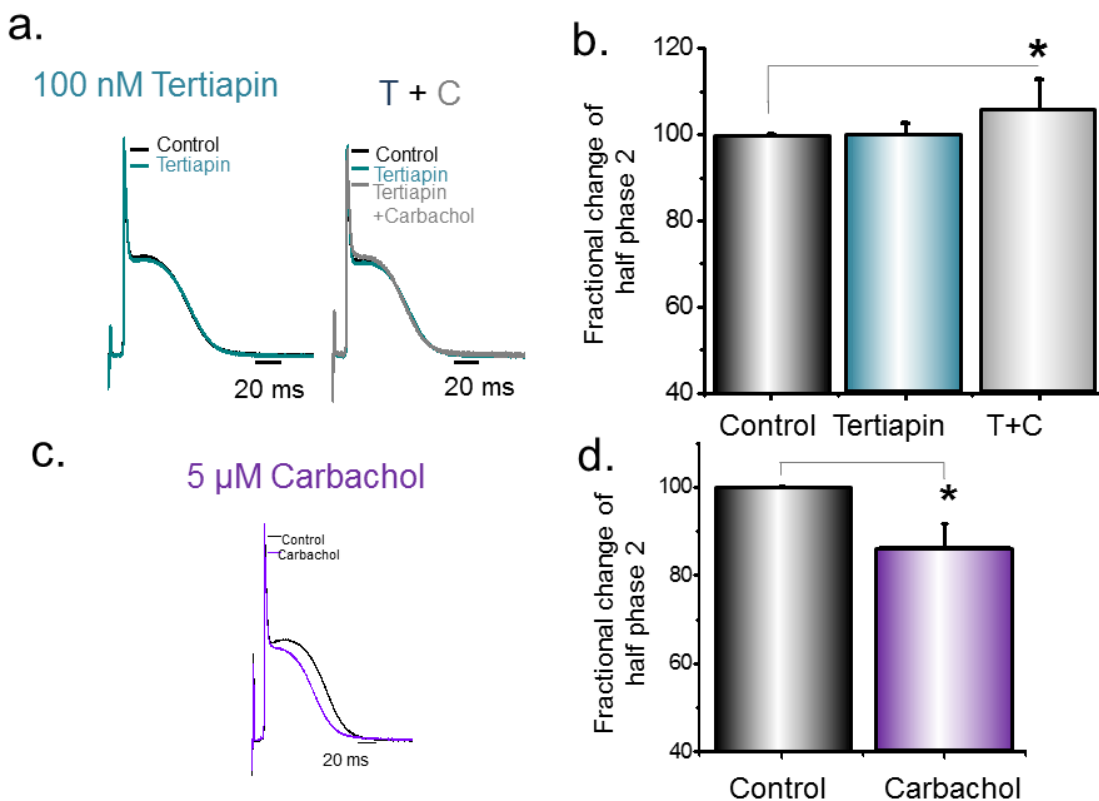 a.
100 nM Tertiapin
T + C
Control
Tertiapin
Control
Tertiapin
Tertiapin
+Carbachol
20 ms
20 ms
b.
Fractional change of
half phase 2
120
100
80
60
40
*
Control
Tertiapin
T+C
c.
5 µM Carbachol
Control
Carbachol
20 ms
d.
Fractional change of
half phase 2
100
80
60
40
*
Control
Carbachol